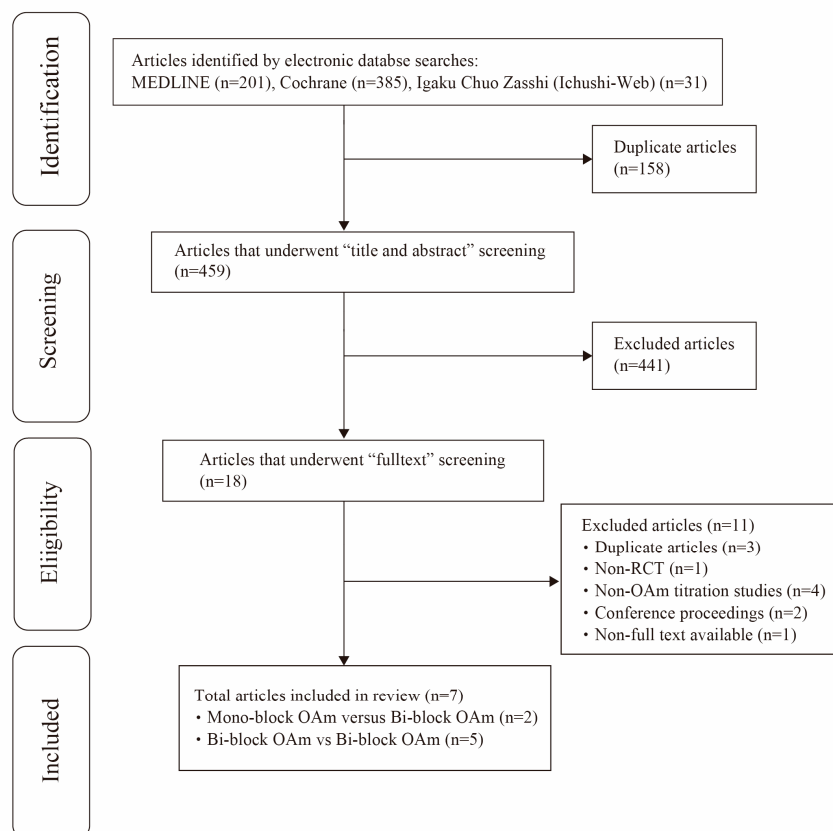 Identification
Articles identified by electronic databse searches:
MEDLINE (n=201), Cochrane (n=385), Igaku Chuo Zasshi (Ichushi-Web) (n=31)
Duplicate articles
(n=158)
Screening
Articles that underwent “title and abstract” screening
(n=459)
Excluded articles
(n=441)
Eliigibility
Articles that underwent “fulltext” screening
(n=18)
Excluded articles (n=11)
・Duplicate articles (n=3)
・Non-RCT (n=1)
・Non-OAm titration studies (n=4)
・Conference proceedings (n=2)
・Non-full text available (n=1)
Included
Total articles included in review (n=7)
・Mono-block OAm versus Bi-block OAm (n=2)
・Bi-block OAm vs Bi-block OAm (n=5)